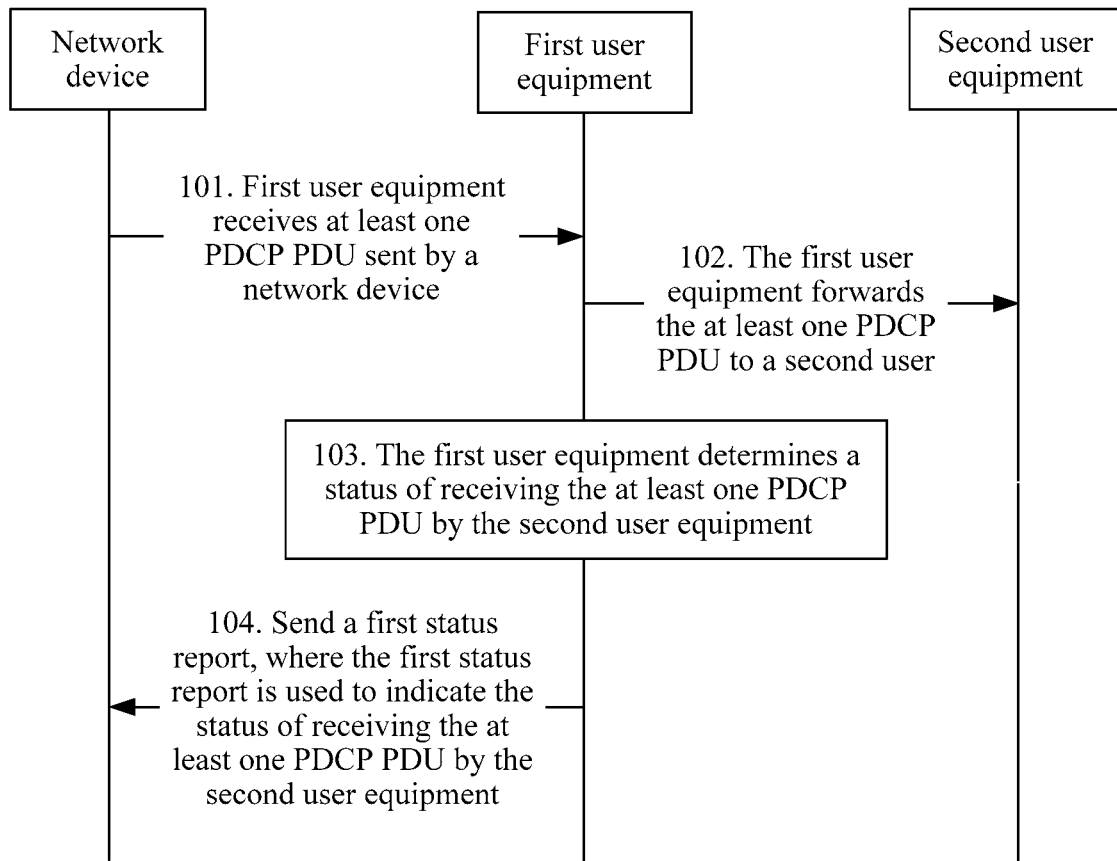 Network
device
First user
equipment
Second user
equipment
101. First user equipment
receives at least one
PDCP PDU sent by a
network device
102. The first user
equipment forwards
the at least one PDCP
PDU to a second user
103. The first user equipment determines a
status of receiving the at least one PDCP
PDU by the second user equipment
104. Send a first status
report, where the first status
report is used to indicate the
status of receiving the at
least one PDCP PDU by the
second user equipment